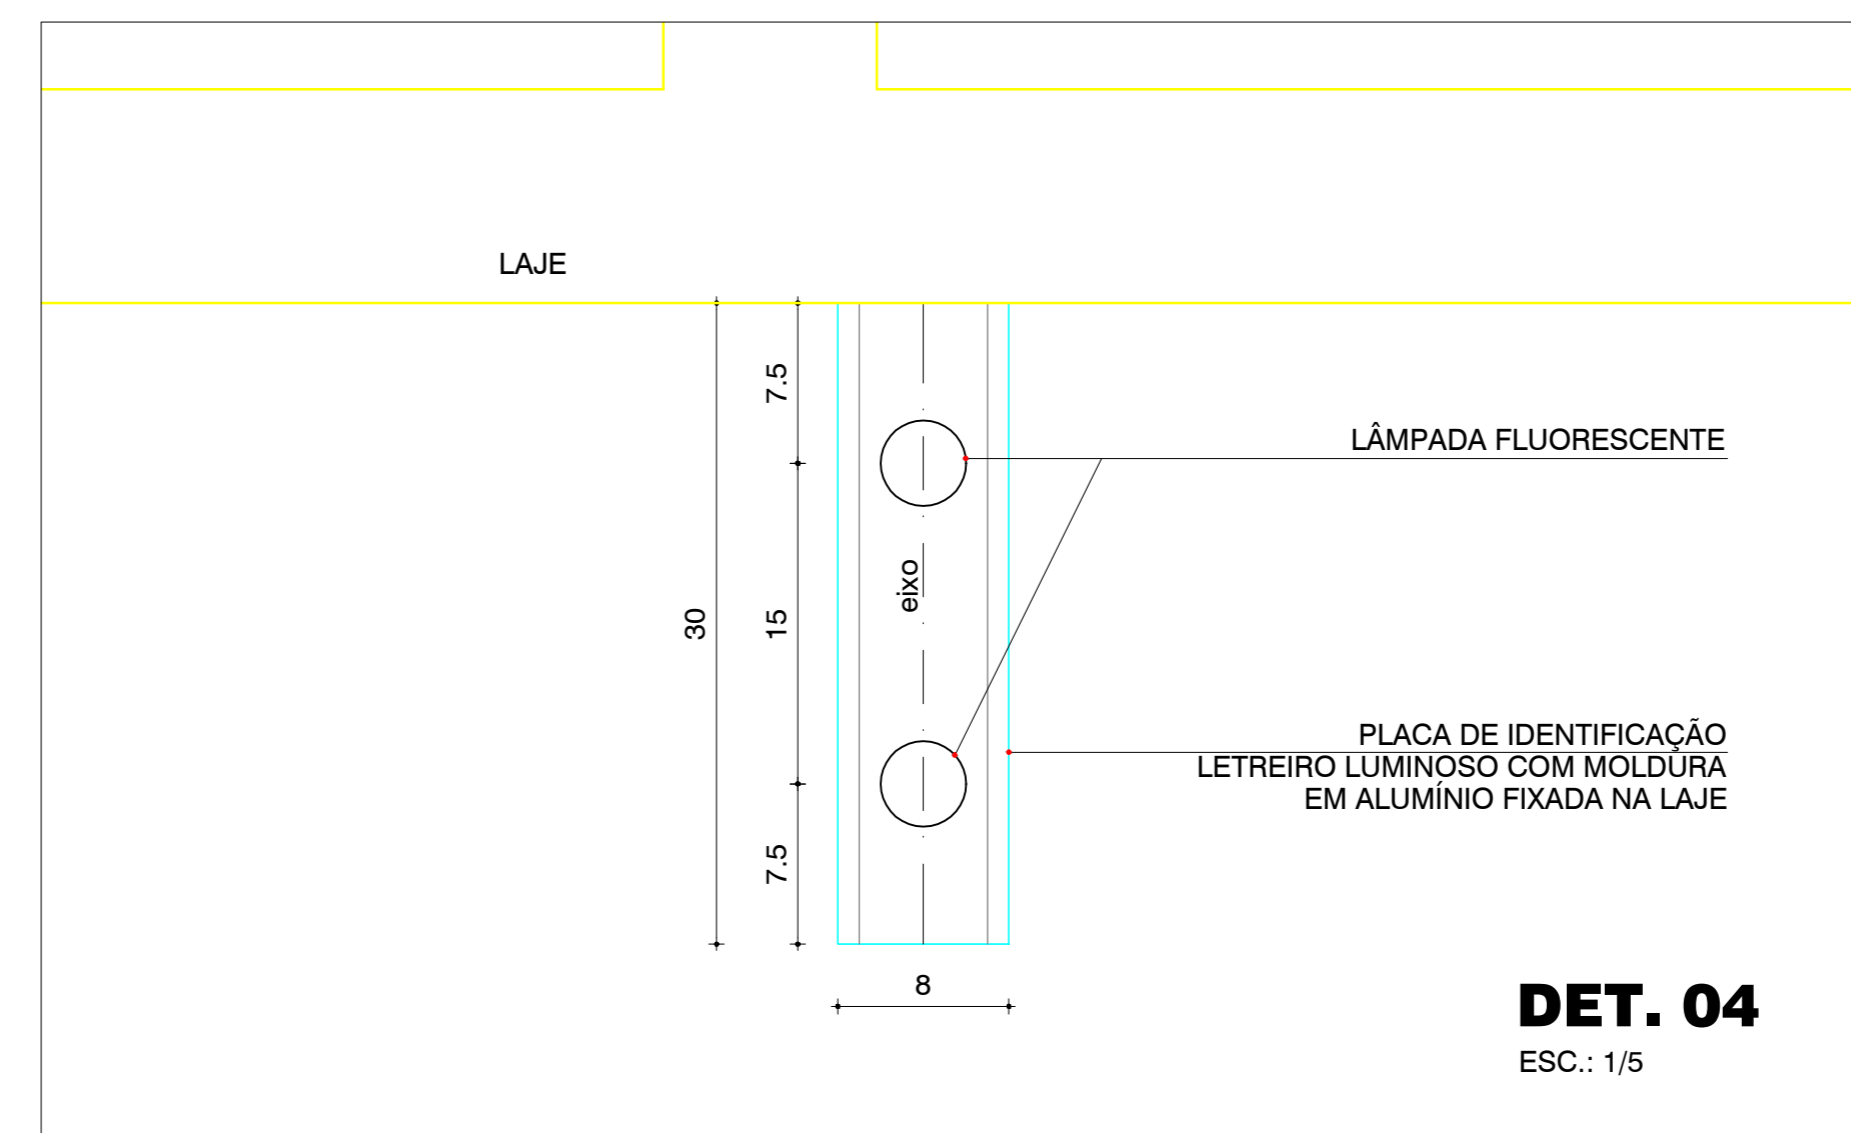 LAJE
7.5
LÂMPADA FLUORESCENTE
eixo
30
15
PLACA DE IDENTIFICAÇÃO
LETREIRO LUMINOSO COM MOLDURA
EM ALUMÍNIO FIXADA NA LAJE
7.5
8
DET. 04
ESC.: 1/5